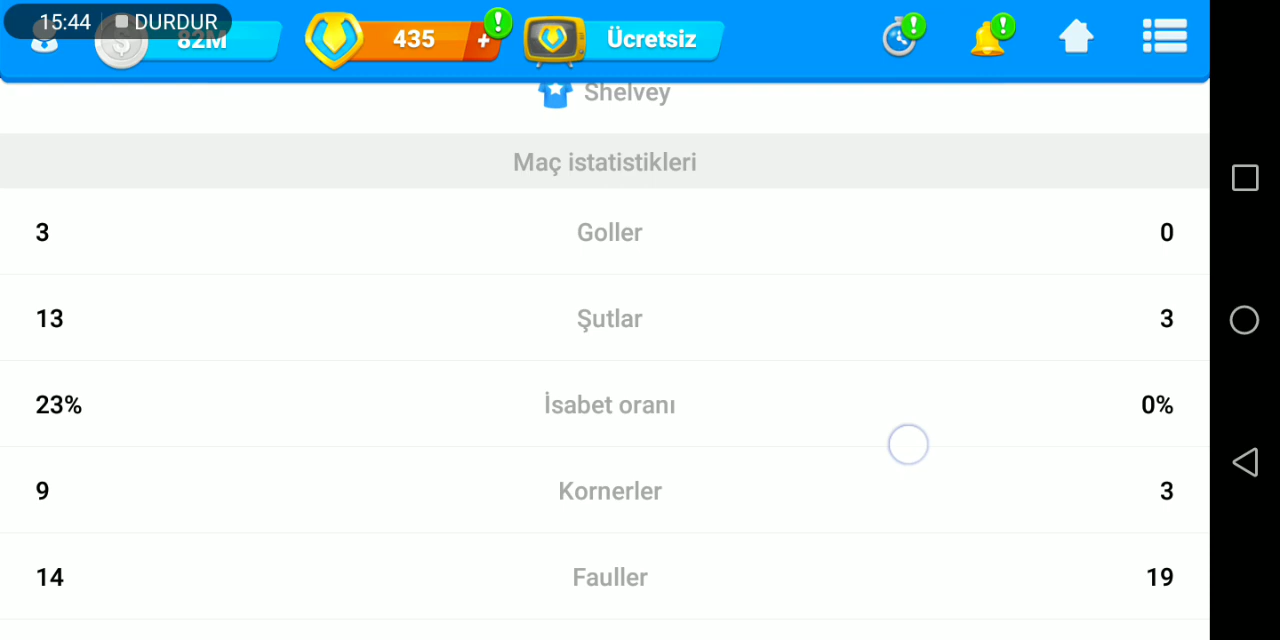 15:44 DURDUR
82M
435
+
Ücretsiz
Shelvey
Maç istatistikleri
3 Goller 0
13 Şutlar 3
23% İsabet oranı 0%
9 Kornerler 3
14 Fauller 19